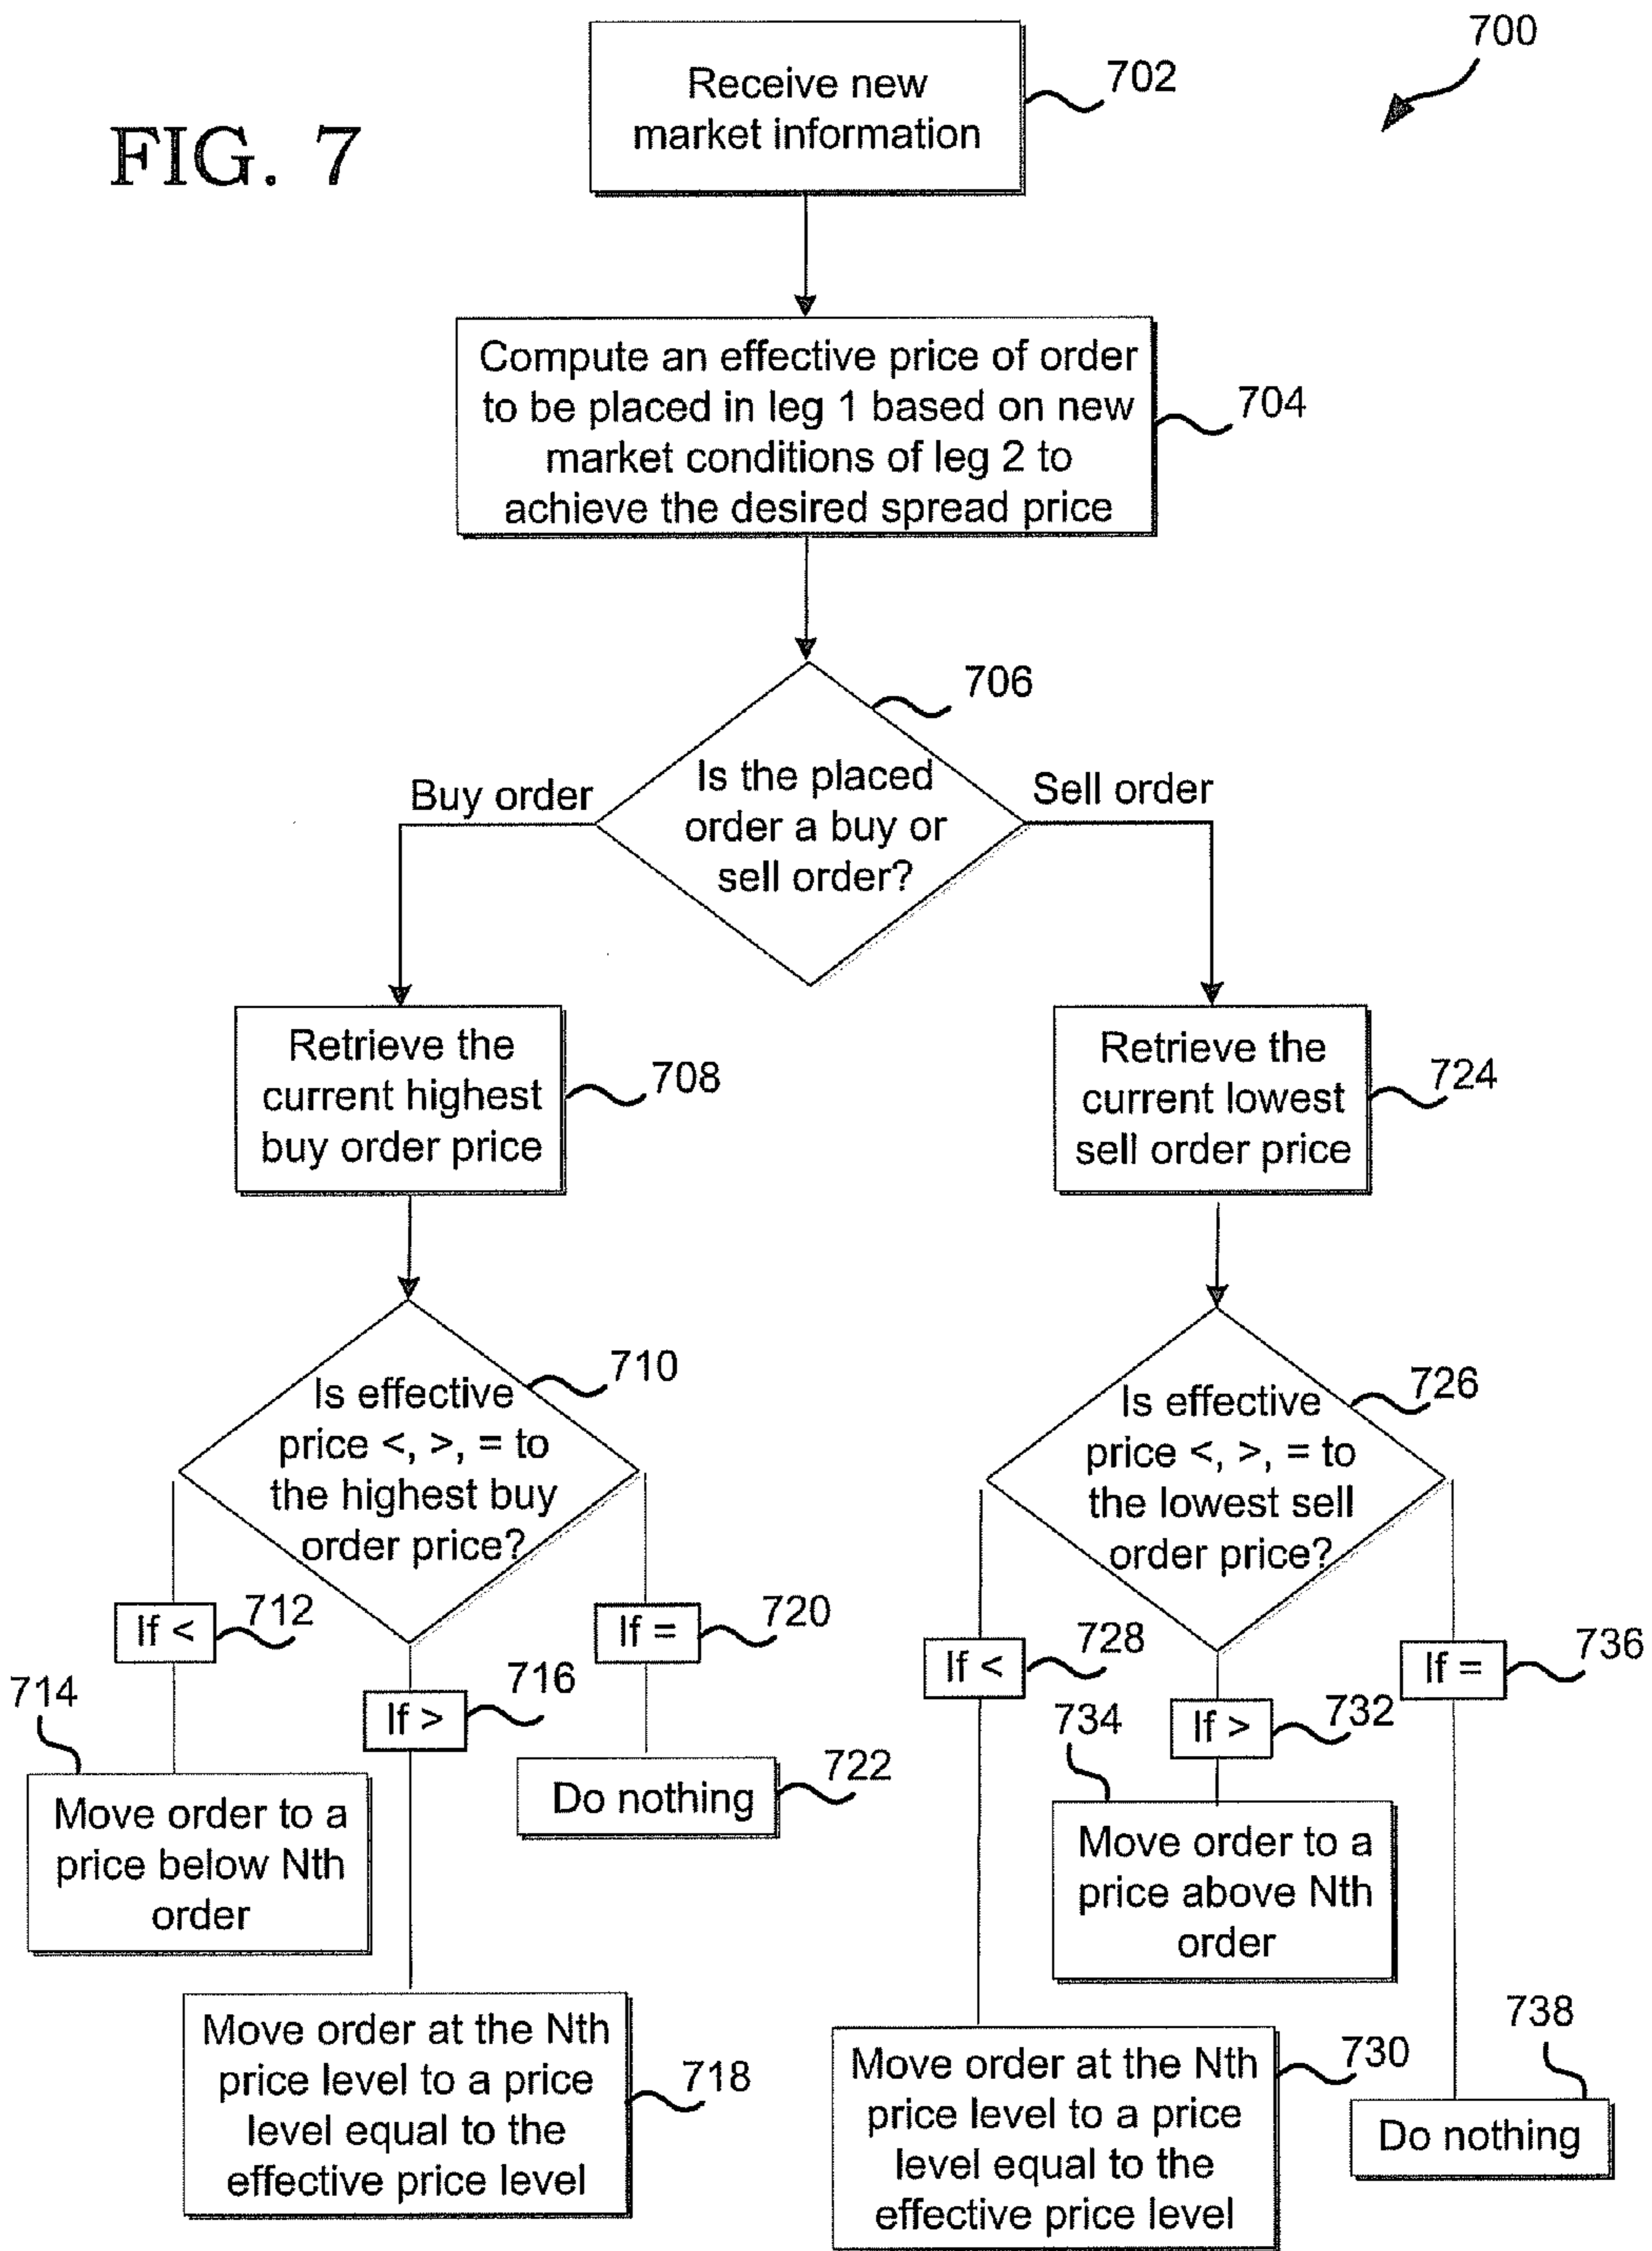 FIG. 7
700
Receive new
market information
702
Compute an effective price of order
to be placed in leg 1 based on new
market conditions of leg 2 to
achieve the desired spread price
704
706
Is the placed
order a buy or
sell order?
Buy order
Sell order
Retrieve the
current highest
buy order price
708
Retrieve the
current lowest
sell order price
724
Is effective
price <, >, = to
the highest buy
order price?
710
Is effective
price <, >, = to
the lowest sell
order price?
726
If <
712
If >
716
If =
720
If <
728
If >
732
If =
736
714
Move order to a
price below Nth
order
Do nothing
722
734
Move order to a
price above Nth
order
Move order at the Nth
price level to a price
level equal to the
effective price level
718
Move order at the Nth
price level to a price
level equal to the
effective price level
730
738
Do nothing